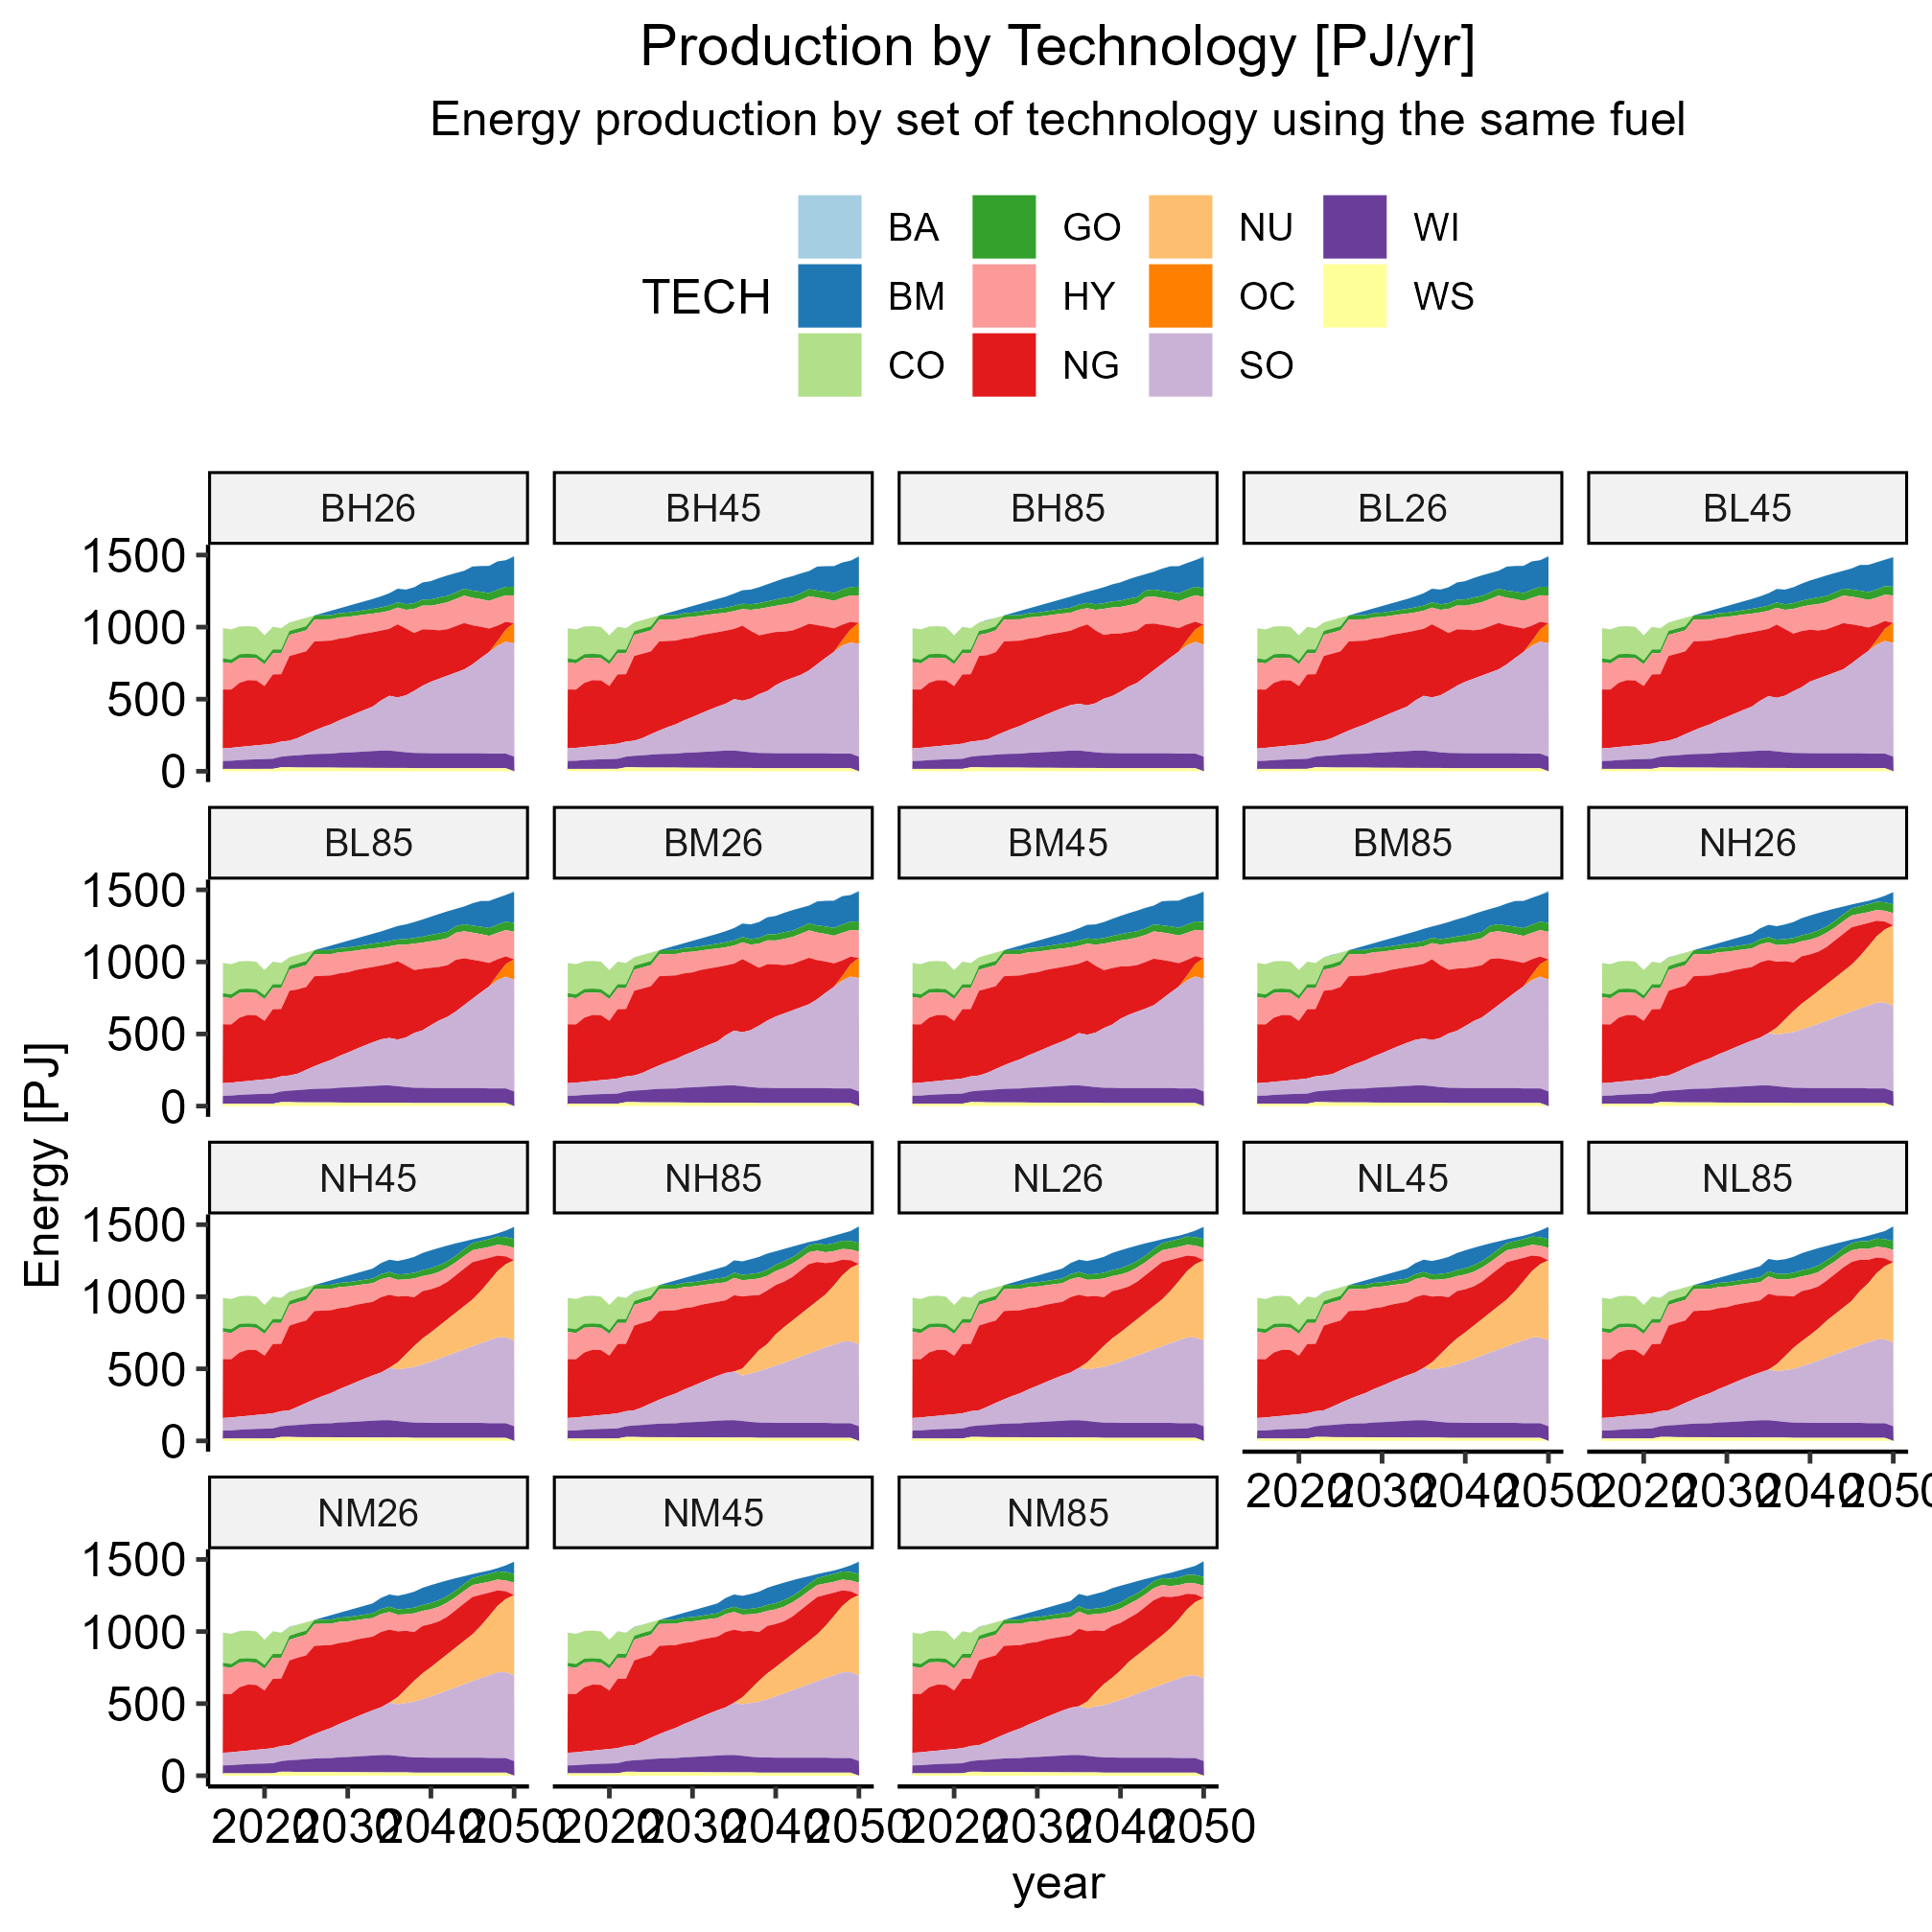 Production by Technology [PJ/yr]
Energy production by set of technology using the same fuel
TECH
BA GO NU WI
BM HY OC WS
CO NG SO
BH26 BH45 BH85 BL26 BL45
1500
1000
500
0
BL85 BM26 BM45 BM85 NH26
1500
1000
500
0
NH45 NH85 NL26 NL45 NL85
1500
1000
500
0
2020 2030 2040 2050 2020 2030 2040 2050
NM26 NM45 NM85
1500
1000
500
0
2020 2030 2040 2050 2020 2030 2040 2050 2020 2030 2040 2050
Energy [PJ]
year